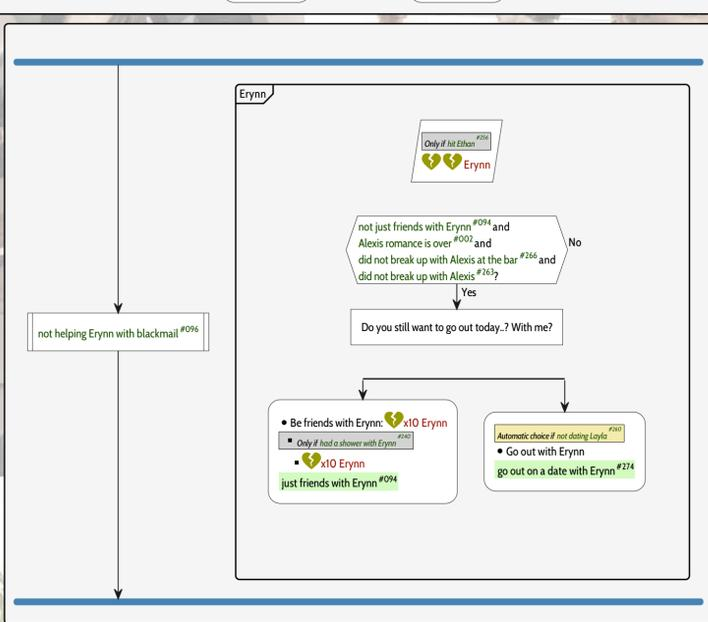 Erynn
Only if hit Ethan #256
Erynn
not just friends with Erynn #094 and
Alexis romance is over #002 and
did not break up with Alexis at the bar #266 and
did not break up with Alexis #263?
No
Yes
not helping Erynn with blackmail #096
Do you still want to go out today..? With me?
• Be friends with Erynn: x10 Erynn
▪ Only if had a shower with Erynn #240
▪ x10 Erynn
just friends with Erynn #094
Automatic choice if not dating Layla #260
• Go out with Erynn
go out on a date with Erynn #274